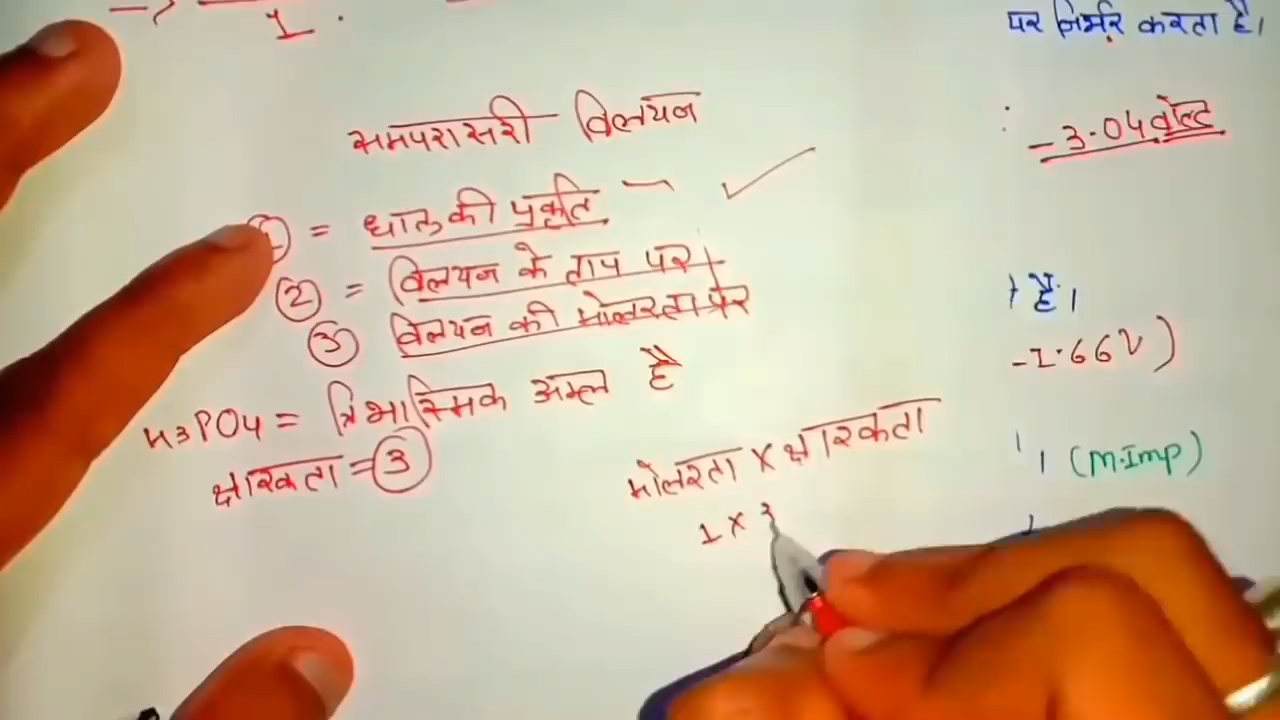 1.
समपरासरी विलयन
① = धातु की प्रकृति
② = विलयन के ताप पर
③ विलयन की मोलरता पर
H3PO4 = त्रिभास्मिक अम्ल है
क्षारकता = ③
मोलरता × क्षारकता
1 × 3
पर निर्भर करता है।
- 3.04 वोल्ट
है।
-1.66V)
(M.Imp)